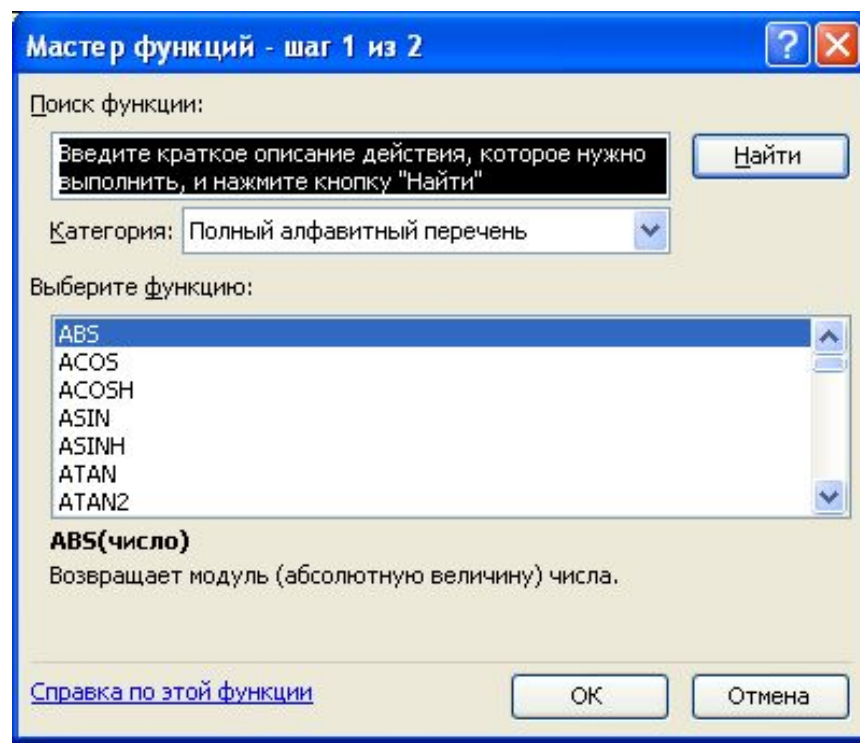 Мастер функций - шаг 1 из 2
Поиск функции:
Введите краткое описание действия, которое нужно
выполнить, и нажмите кнопку "Найти"
Найти
Категория: Полный алфавитный перечень
Выберите функцию:
ABS
ACOS
ACOSH
ASIN
ASINH
ATAN
ATAN2
ABS(число)
Возвращает модуль (абсолютную величину) числа.
Справка по этой функции
ОК
Отмена